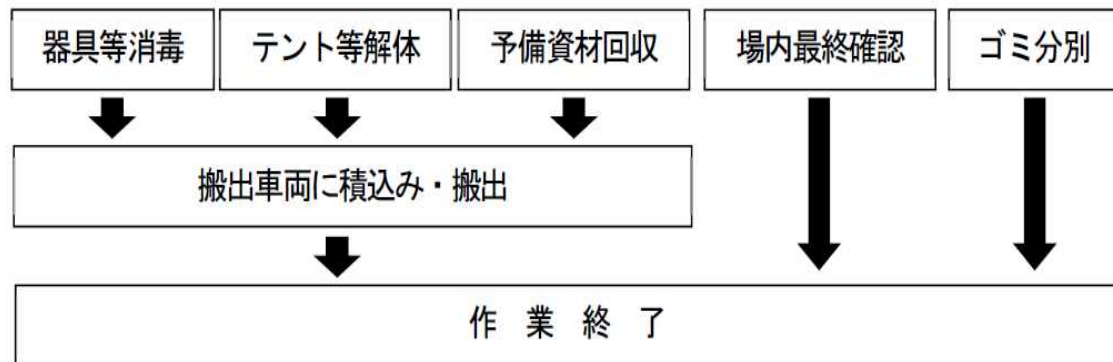 器具等消毒
テント等解体
予備資材回収
場内最終確認
ゴミ分別
搬出車両に積込み・搬出
作 業 終 了